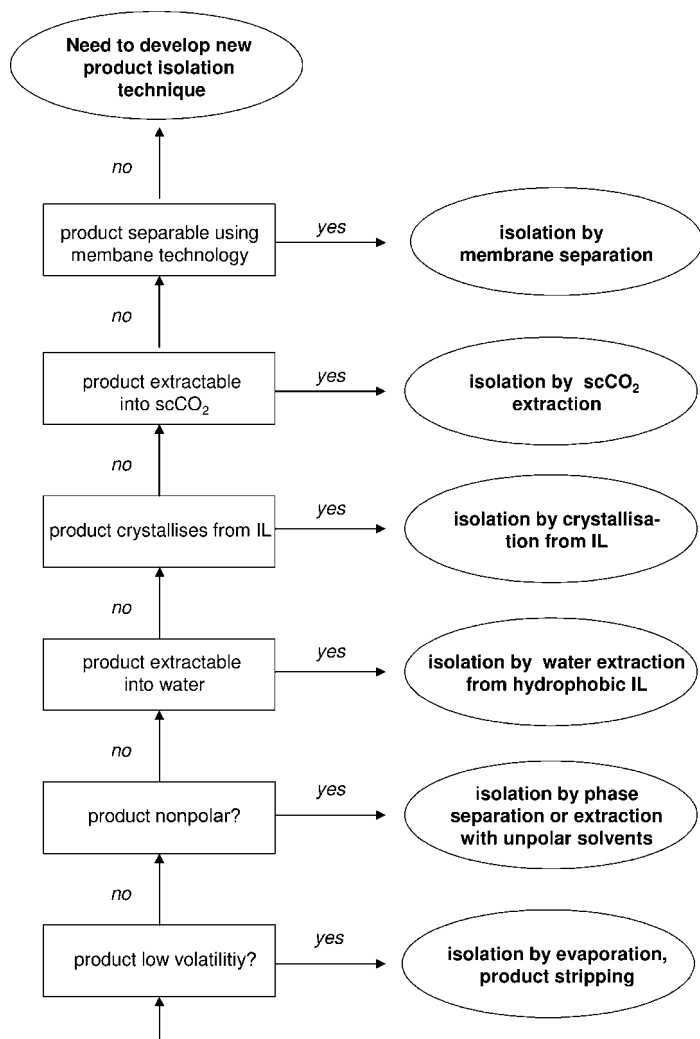 Need to develop new
product isolation
technique
no
product separable using
membane technology
yes
isolation by
membrane separation
no
product extractable
into scCO₂
yes
isolation by scCO₂
extraction
no
product crystallises from IL
yes
isolation by crystallisa-
tion from IL
no
product extractable
into water
yes
isolation by water extraction
from hydrophobic IL
no
product nonpolar?
yes
isolation by phase
separation or extraction
with unpolar solvents
no
product low volatilitiy?
yes
isolation by evaporation,
product stripping